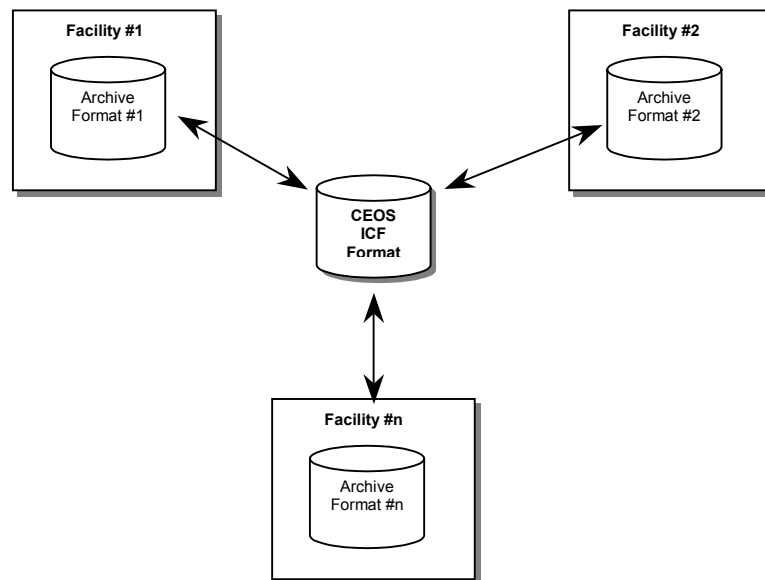 Facility #1
Archive
Format #1
Facility #2
Archive
Format #2
CEOS
ICF
Format
Facility #n
Archive
Format #n